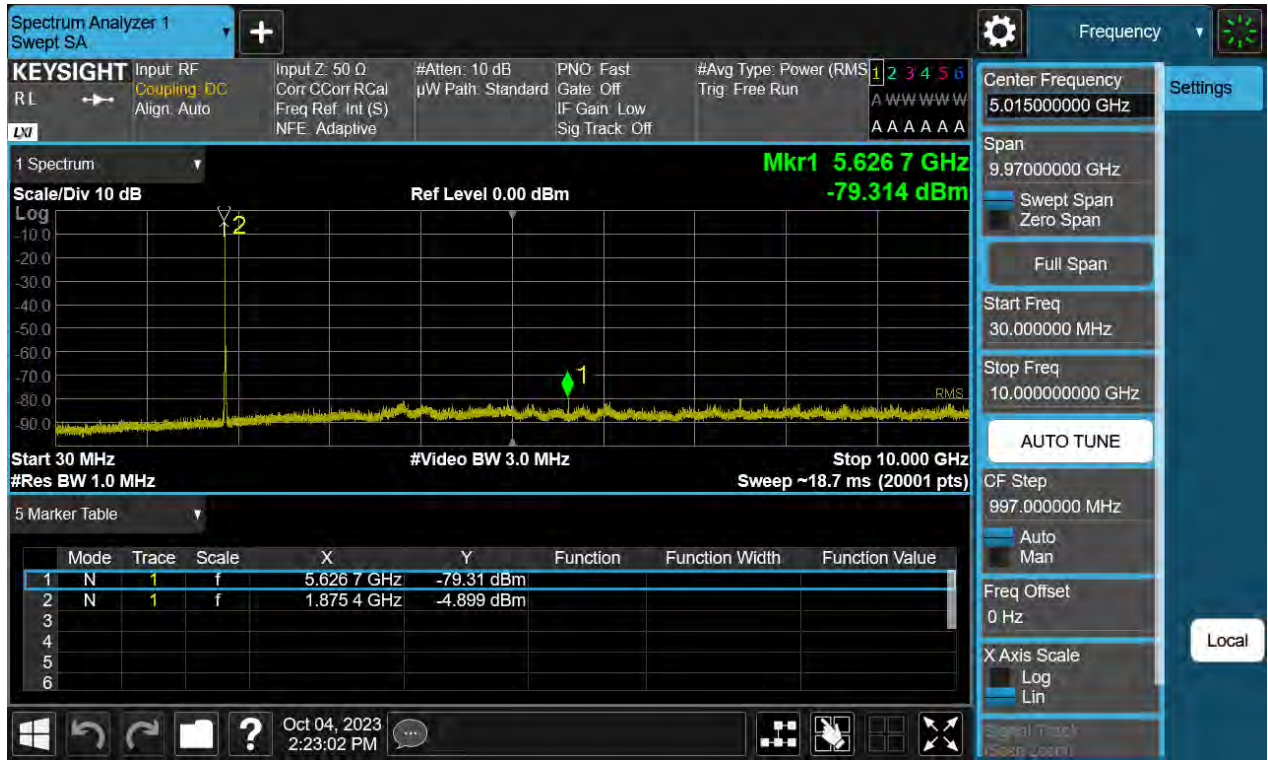 Spectrum Analyzer 1
Swept SA
Frequency
KEYSIGHT
RL
LXI
Input: RF
Coupling: DC
Align: Auto
Input Z: 50 Ω
Corr CCorr RCal
Freq Ref: Int (S)
NFE: Adaptive
#Atten: 10 dB
µW Path: Standard
PNO: Fast
Gate: Off
IF Gain: Low
Sig Track: Off
#Avg Type: Power (RMS
Trig: Free Run
1 2 3 4 5 6
A W W W W W
A A A A A A
1 Spectrum
Mkr1 5.626 7 GHz
Scale/Div 10 dB
Ref Level 0.00 dBm
-79.314 dBm
Log
2
-10.0
-20.0
-30.0
-40.0
-50.0
-60.0
-70.0
1
-80.0
RMS
-90.0
Start 30 MHz
#Video BW 3.0 MHz
Stop 10.000 GHz
#Res BW 1.0 MHz
Sweep ~18.7 ms (20001 pts)
5 Marker Table
Mode Trace Scale X Y Function Function Width Function Value
1 N 1 f 5.626 7 GHz -79.31 dBm
2 N 1 f 1.875 4 GHz -4.899 dBm
3
4
5
6
?
Oct 04, 2023
2:23:02 PM
Center Frequency
5.015000000 GHz
Settings
Span
9.97000000 GHz
Swept Span
Zero Span
Full Span
Start Freq
30.000000 MHz
Stop Freq
10.000000000 GHz
AUTO TUNE
CF Step
997.000000 MHz
Auto
Man
Freq Offset
0 Hz
Local
X Axis Scale
Log
Lin
Signal Track
(Span Zoom)